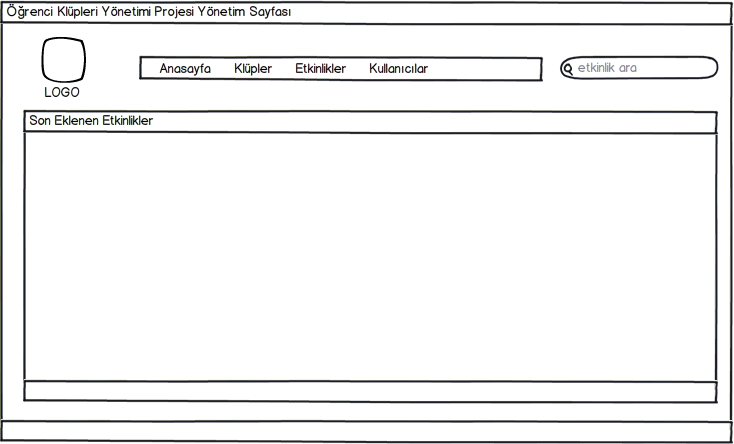 Öğrenci Klüpleri Yönetimi Projesi Yönetim Sayfası
Anasayfa Klüpler Etkinlikler Kullanıcılar
etkinlik ara
LOGO
Son Eklenen Etkinlikler